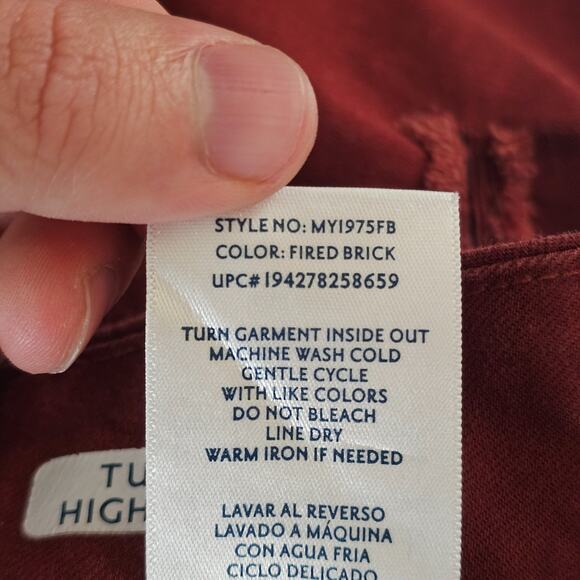 STYLE NO: MY1975FB
COLOR: FIRED BRICK
UPC# 194278258659
TURN GARMENT INSIDE OUT
MACHINE WASH COLD
GENTLE CYCLE
WITH LIKE COLORS
DO NOT BLEACH
LINE DRY
WARM IRON IF NEEDED
LAVAR AL REVERSO
LAVADO A MÁQUINA
CON AGUA FRIA
CICLO DELICADO
TU
HIGH